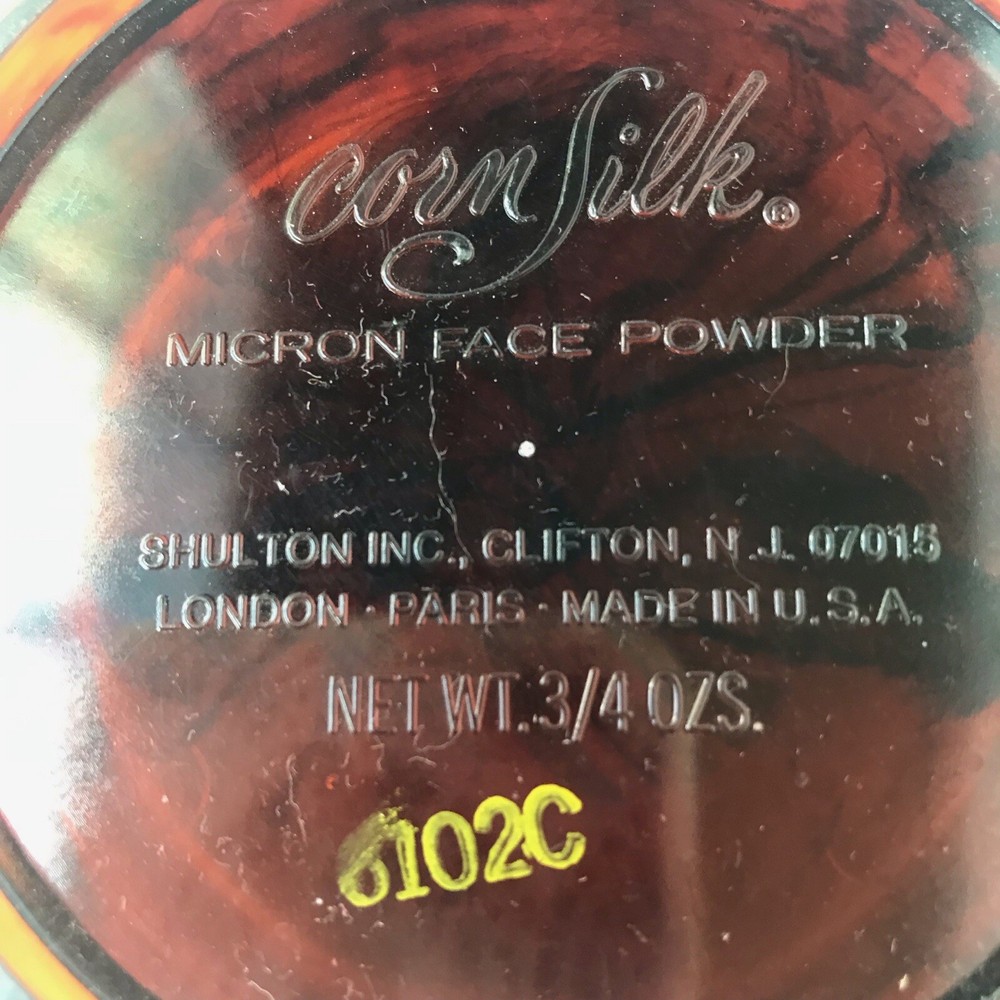 corn Silk®
MICRON FACE POWDER
SHULTON INC., CLIFTON, N.J. 07015
LONDON · PARIS · MADE IN U.S.A.
NET WT. 3/4 OZS.
6102C